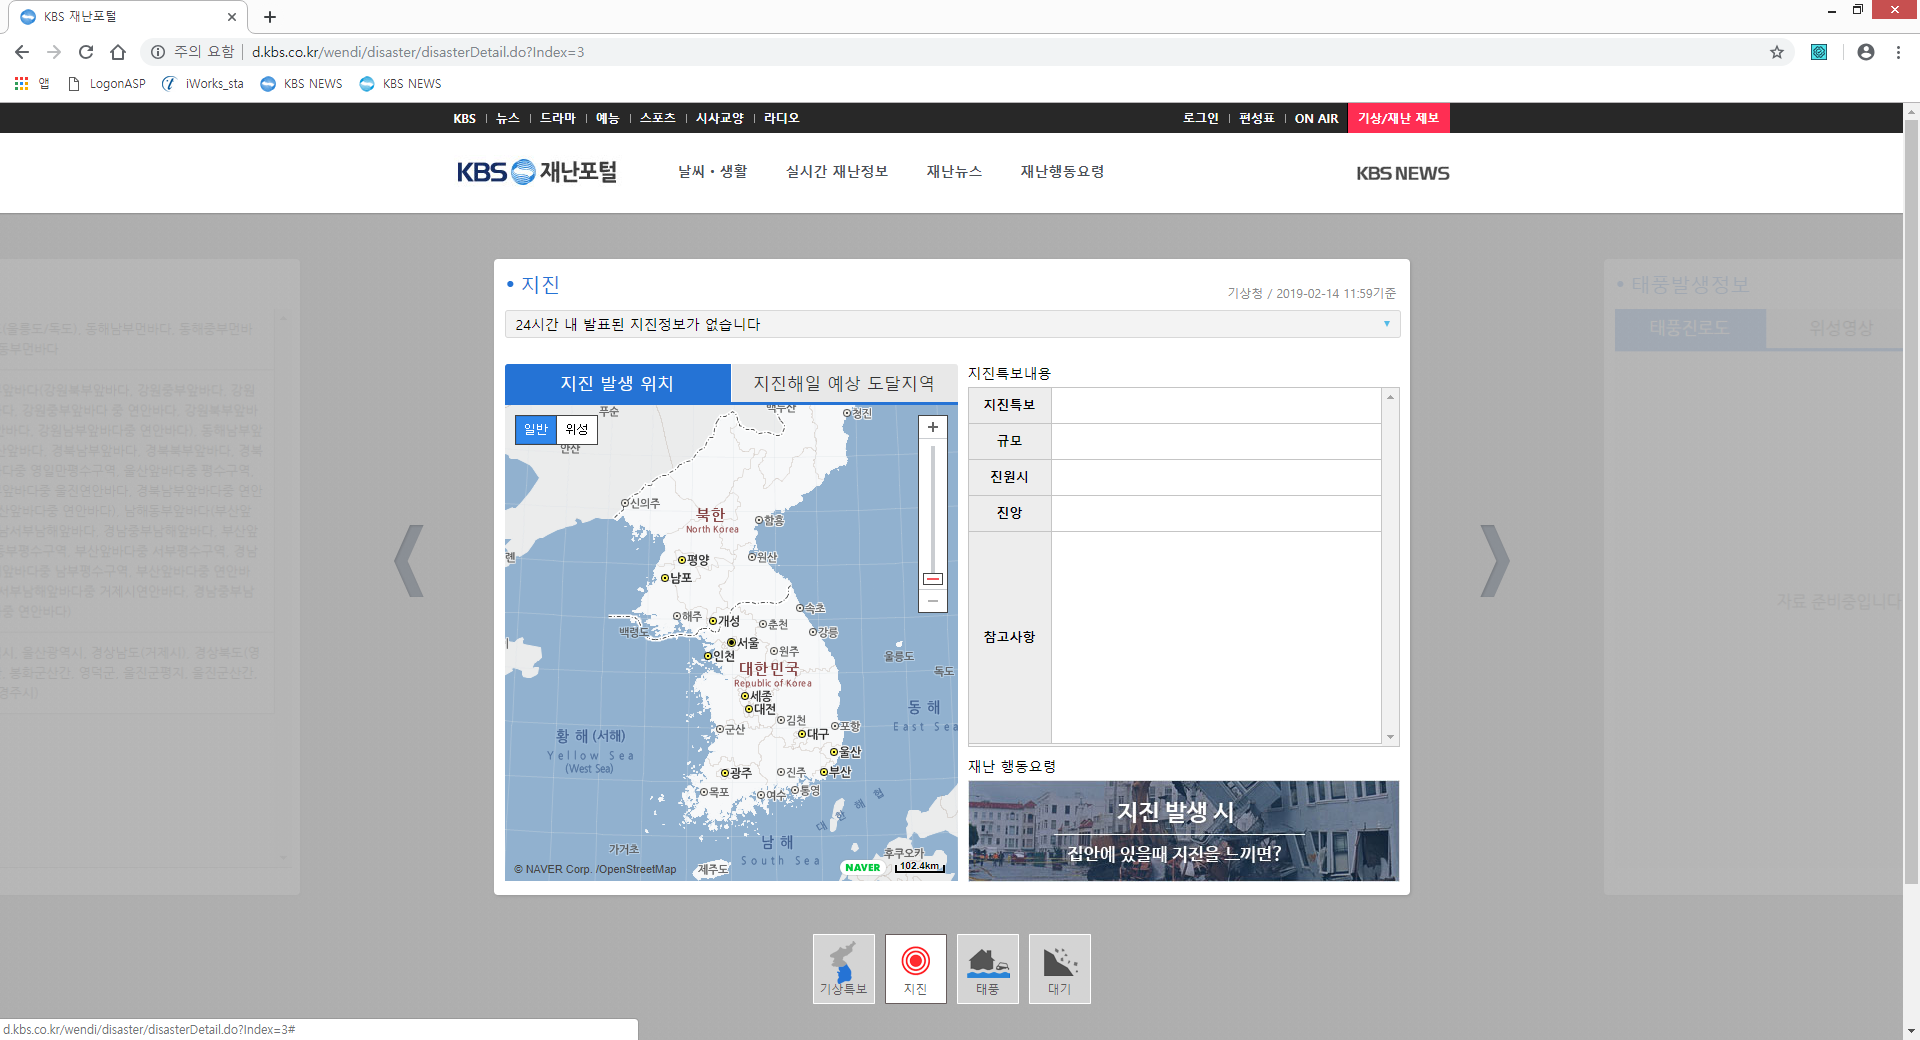 KBS 재난포털
주의 요함 | d.kbs.co.kr/wendi/disaster/disasterDetail.do?Index=3
앱 LogonASP iWorks_sta KBS NEWS KBS NEWS
KBS | 뉴스 | 드라마 | 예능 | 스포츠 | 시사교양 | 라디오
로그인 | 편성표 | ON AIR 기상/재난 제보
KBS 재난포털 날씨·생활 실시간 재난정보 재난뉴스 재난행동요령 KBS NEWS
• 지진
기상청 / 2019-02-14 11:59기준
24시간 내 발표된 지진정보가 없습니다
지진 발생 위치 지진해일 예상 도달지역
일반 위성
푸순
백두산
청진
안산
신의주
북한
North Korea
함흥
평양
원산
남포
해주
개성
속초
춘천
백령도
강릉
서울
인천
원주
울릉도
대한민국
Republic of Korea
독도
세종
대전
김천
군산
포항
동 해
East Sea
대구
황 해 (서해)
Yellow Sea
(West Sea)
울산
광주
진주
부산
목포
여수
통영
대 한 해 협
남 해
South Sea
가거초
제주도
후쿠오카
© NAVER Corp. /OpenStreetMap
NAVER
102.4km
지진특보내용
지진특보
규모
진원시
진앙
참고사항
재난 행동요령
지진 발생 시
집안에 있을때 지진을 느끼면?
• 태풍발생정보
태풍진로도 위성영상
자료 준비중입니다
기상특보 지진 태풍 대기
d.kbs.co.kr/wendi/disaster/disasterDetail.do?Index=3#